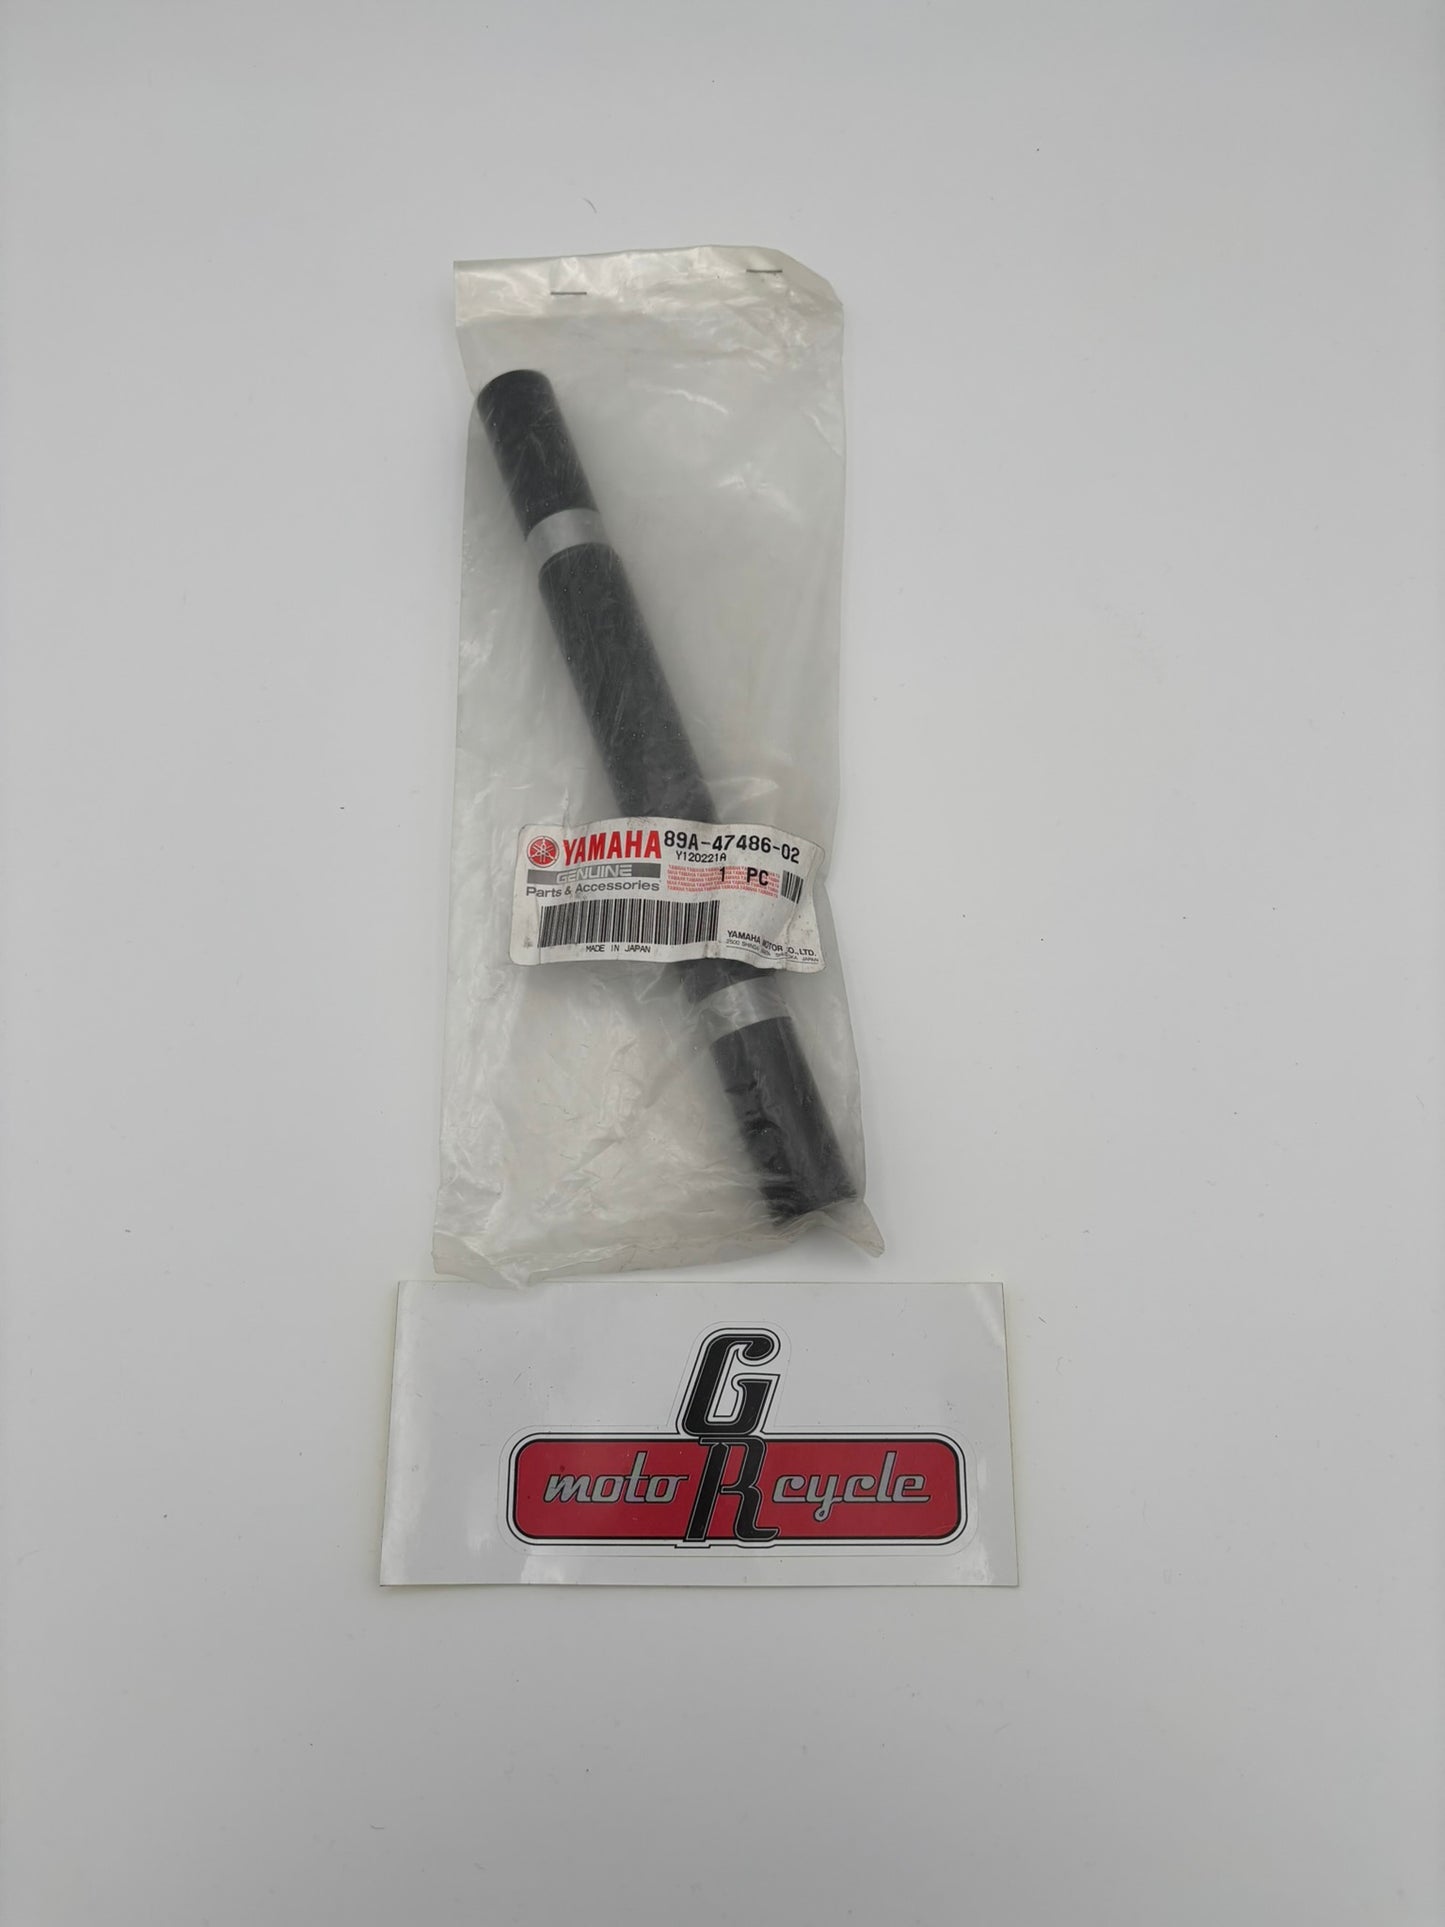 YAMAHA 89A-47486-02
Y120221A
GENUINE
Parts & Accessories
1 PC
MADE IN JAPAN
YAMAHA MOTOR CO.,LTD.
GR
moto cycle